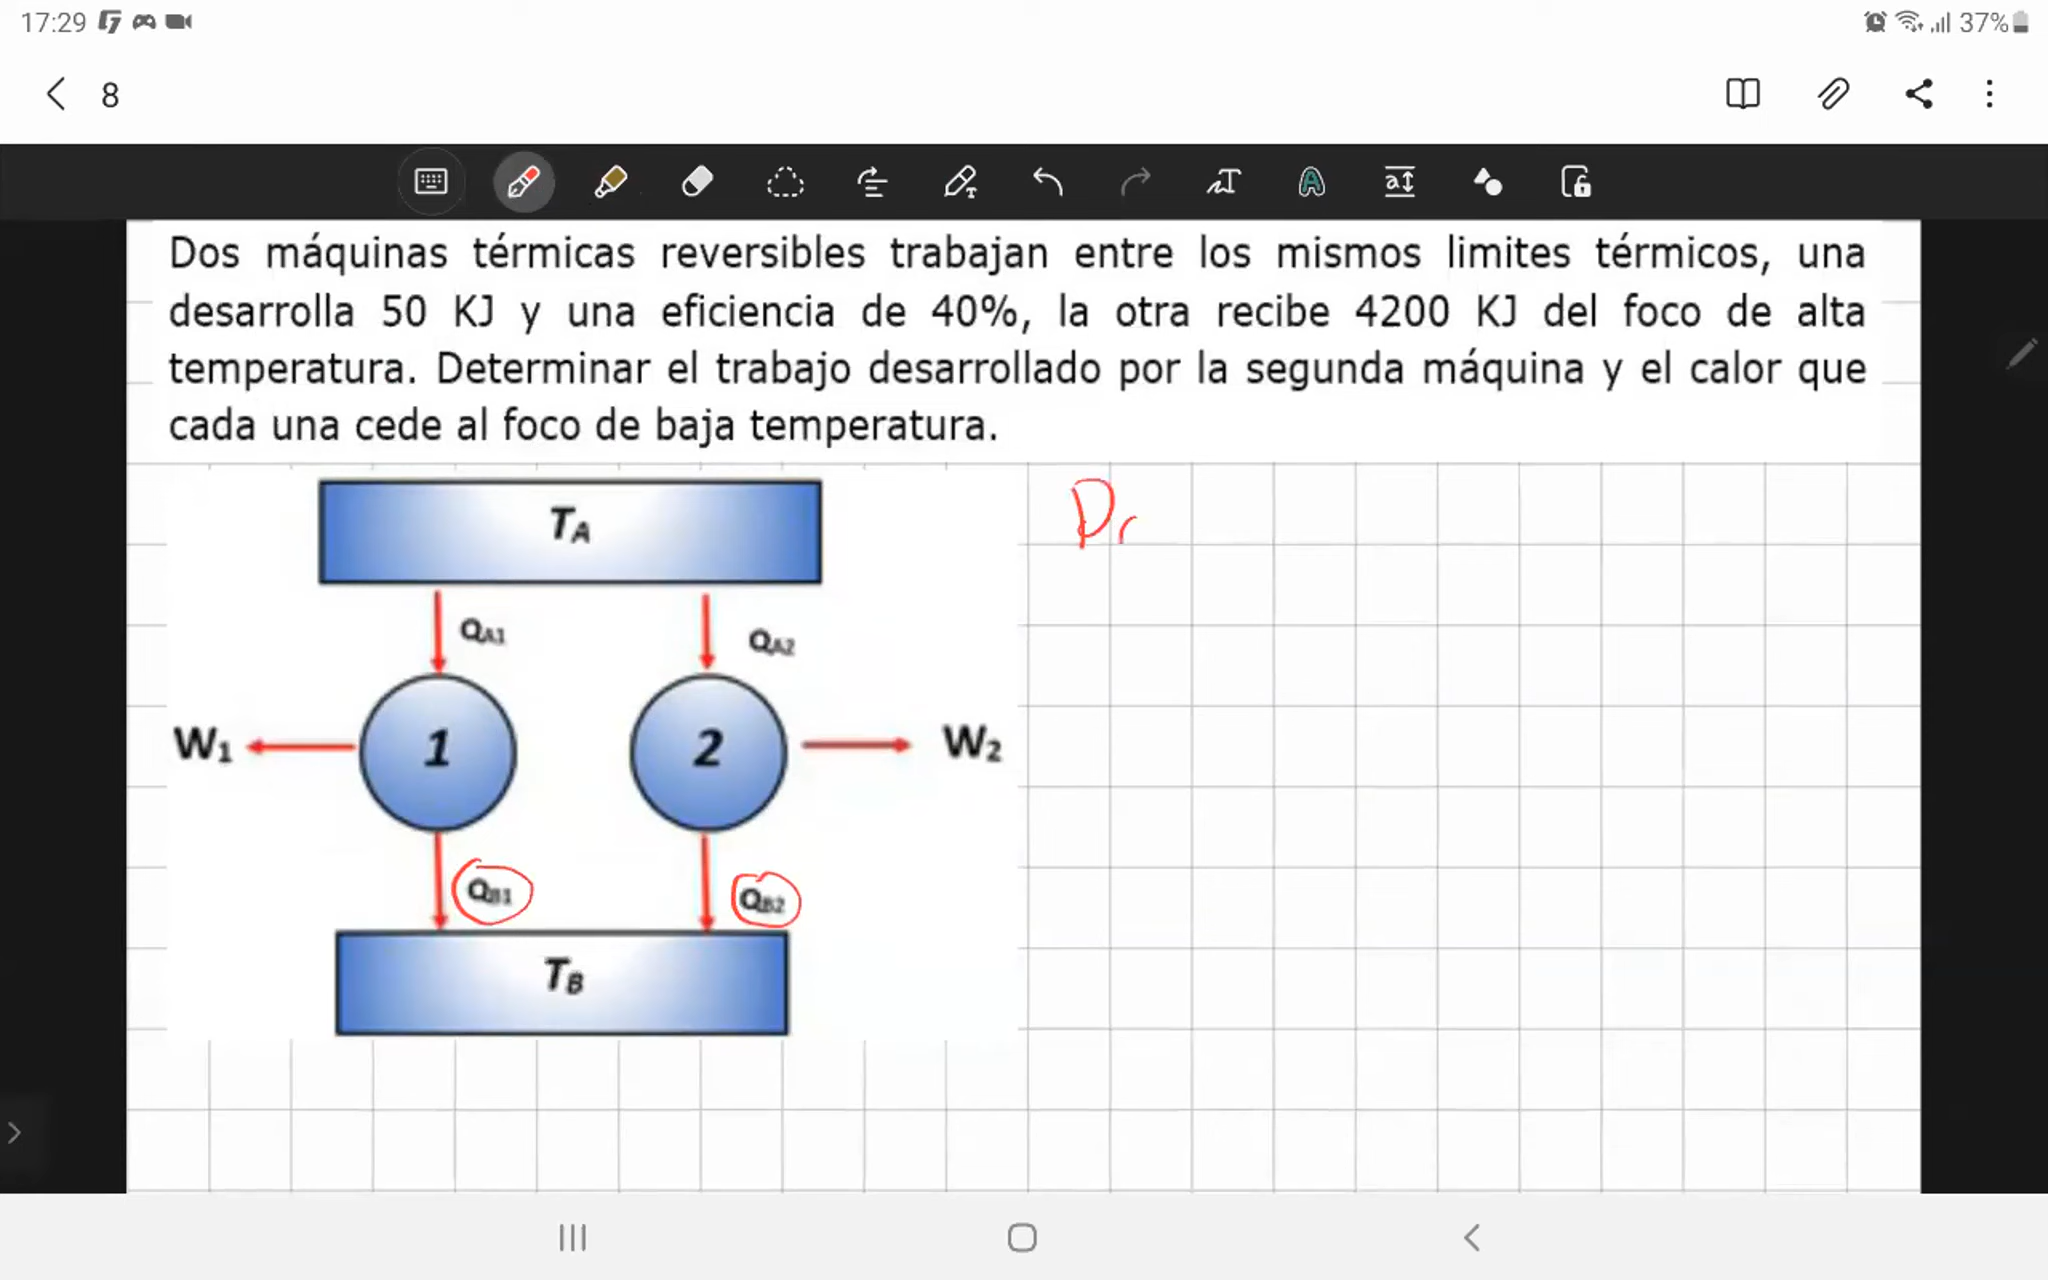 17:29
37%
8
Dos máquinas térmicas reversibles trabajan entre los mismos limites térmicos, una
desarrolla 50 KJ y una eficiencia de 40%, la otra recibe 4200 KJ del foco de alta
temperatura. Determinar el trabajo desarrollado por la segunda máquina y el calor que
cada una cede al foco de baja temperatura.
Dr
TA
QA1
QA2
W1
1
2
W2
QB1
QB2
TB